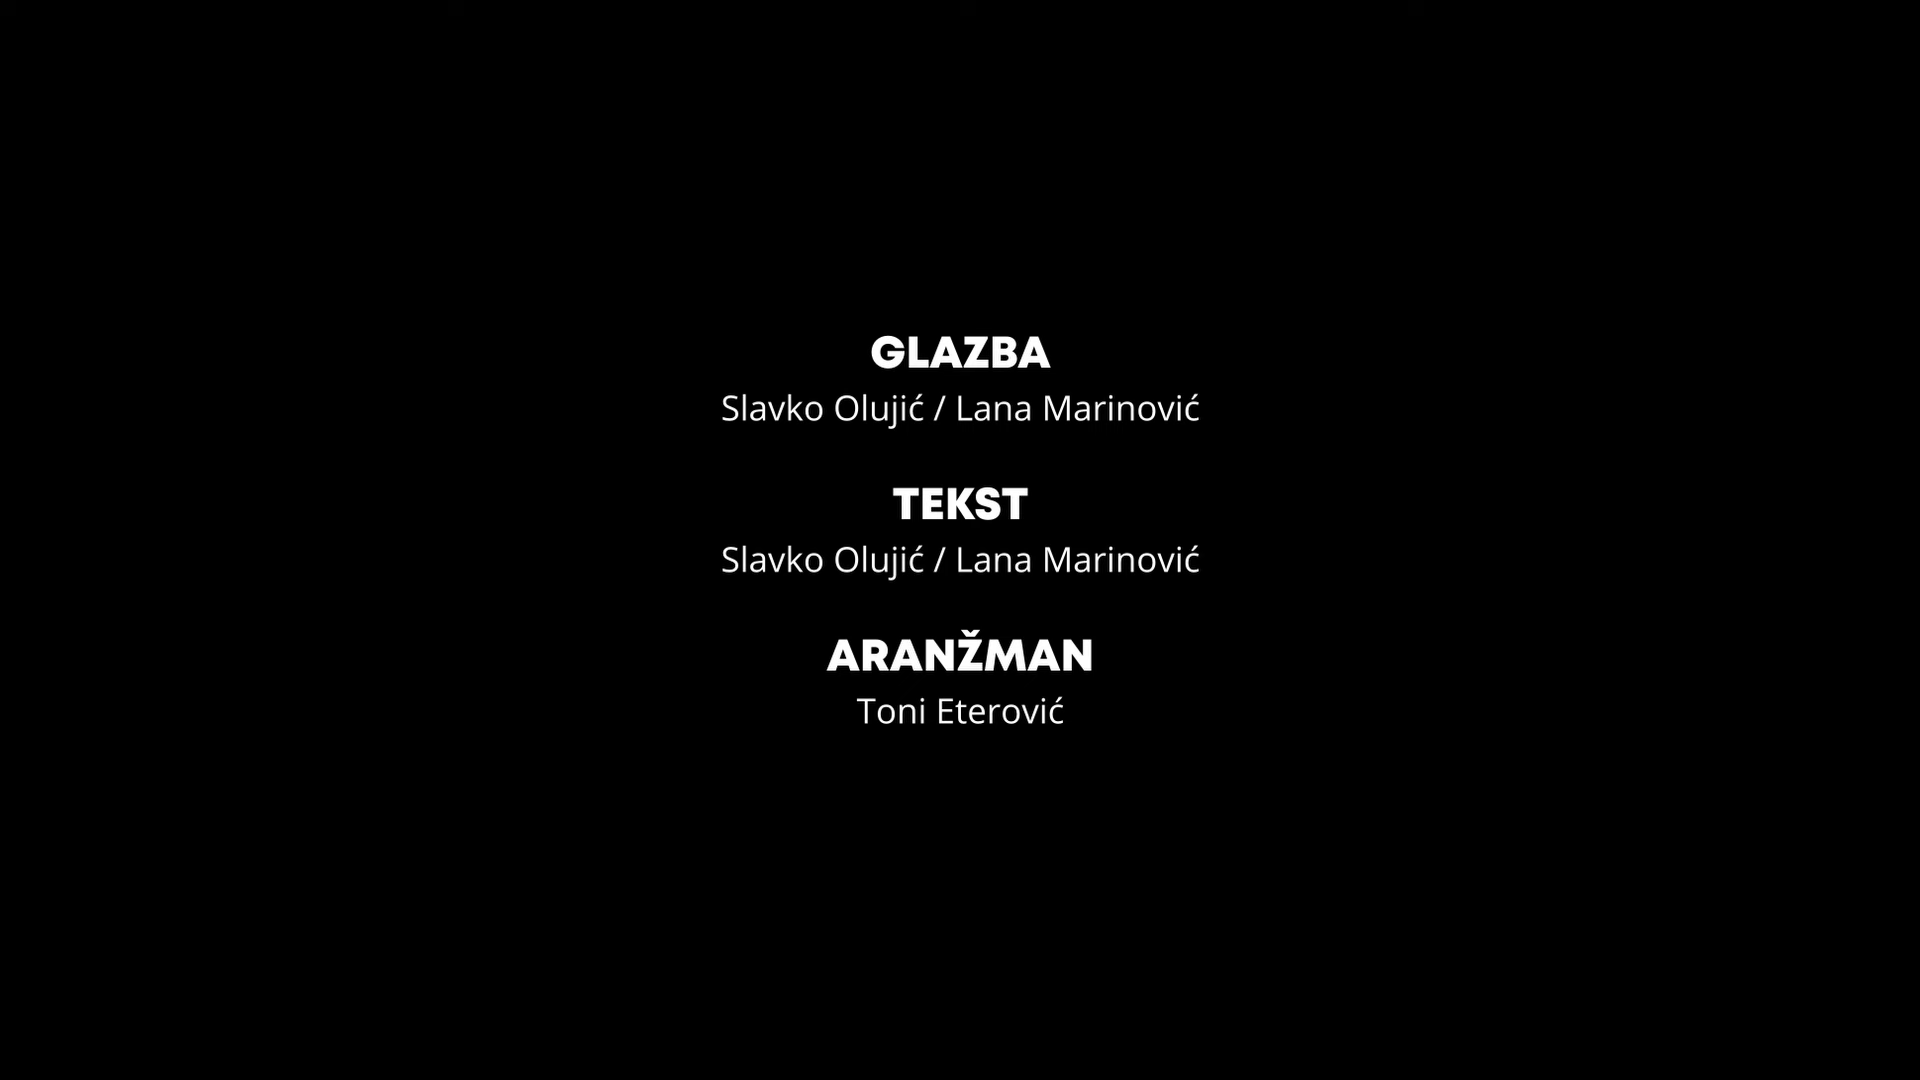 GLAZBA
Slavko Olujić / Lana Marinović
TEKST
Slavko Olujić / Lana Marinović
ARANŽMAN
Toni Eterović